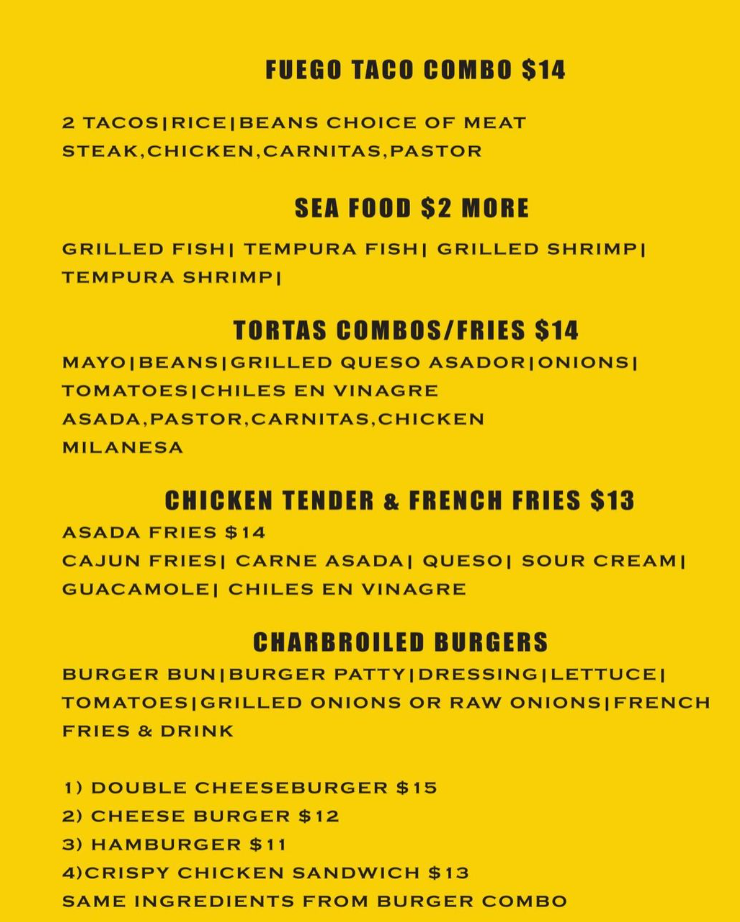 FUEGO TACO COMBO $14
2 TACOS|RICE|BEANS CHOICE OF MEAT
STEAK,CHICKEN,CARNITAS,PASTOR
SEA FOOD $2 MORE
GRILLED FISH| TEMPURA FISH| GRILLED SHRIMP|
TEMPURA SHRIMP|
TORTAS COMBOS/FRIES $14
MAYO|BEANS|GRILLED QUESO ASADOR|ONIONS|
TOMATOES|CHILES EN VINAGRE
ASADA,PASTOR,CARNITAS,CHICKEN
MILANESA
CHICKEN TENDER & FRENCH FRIES $13
ASADA FRIES $14
CAJUN FRIES| CARNE ASADA| QUESO| SOUR CREAM|
GUACAMOLE| CHILES EN VINAGRE
CHARBROILED BURGERS
BURGER BUN|BURGER PATTY|DRESSING|LETTUCE|
TOMATOES|GRILLED ONIONS OR RAW ONIONS|FRENCH
FRIES & DRINK
1) DOUBLE CHEESEBURGER $15
2) CHEESE BURGER $12
3) HAMBURGER $11
4)CRISPY CHICKEN SANDWICH $13
SAME INGREDIENTS FROM BURGER COMBO